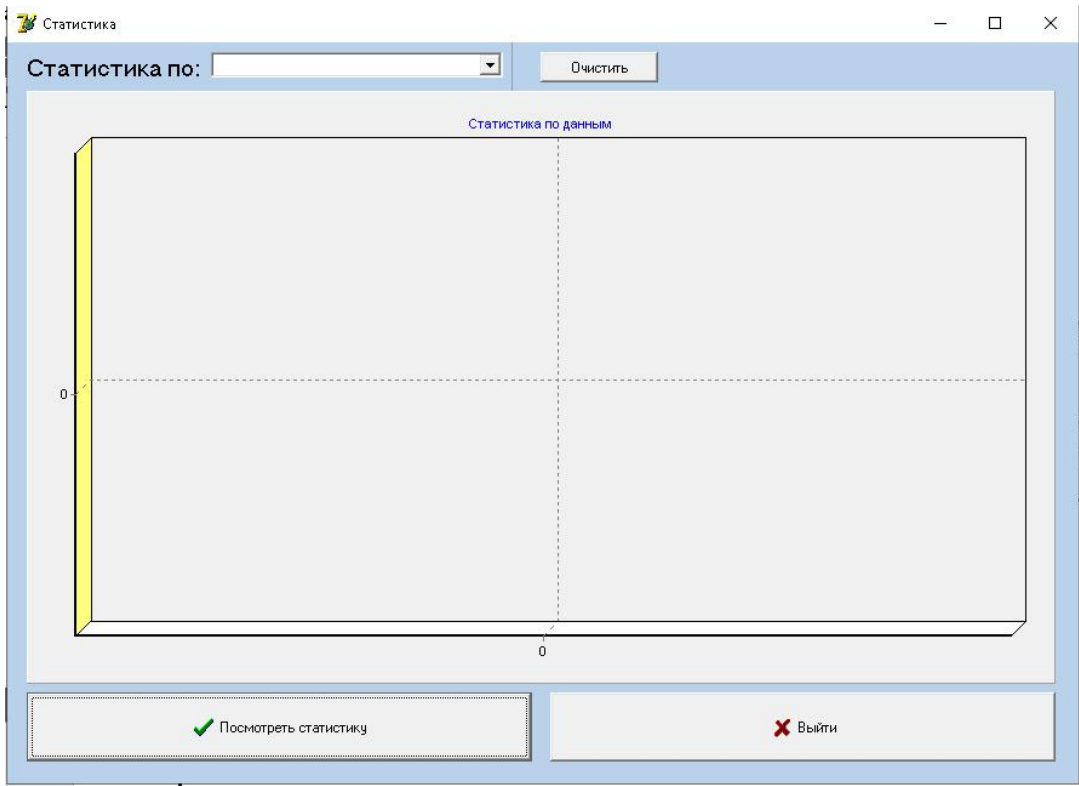 Статистика
Статистика по:
Очистить
Статистика по данным
0
0
Посмотреть статистику
Выйти